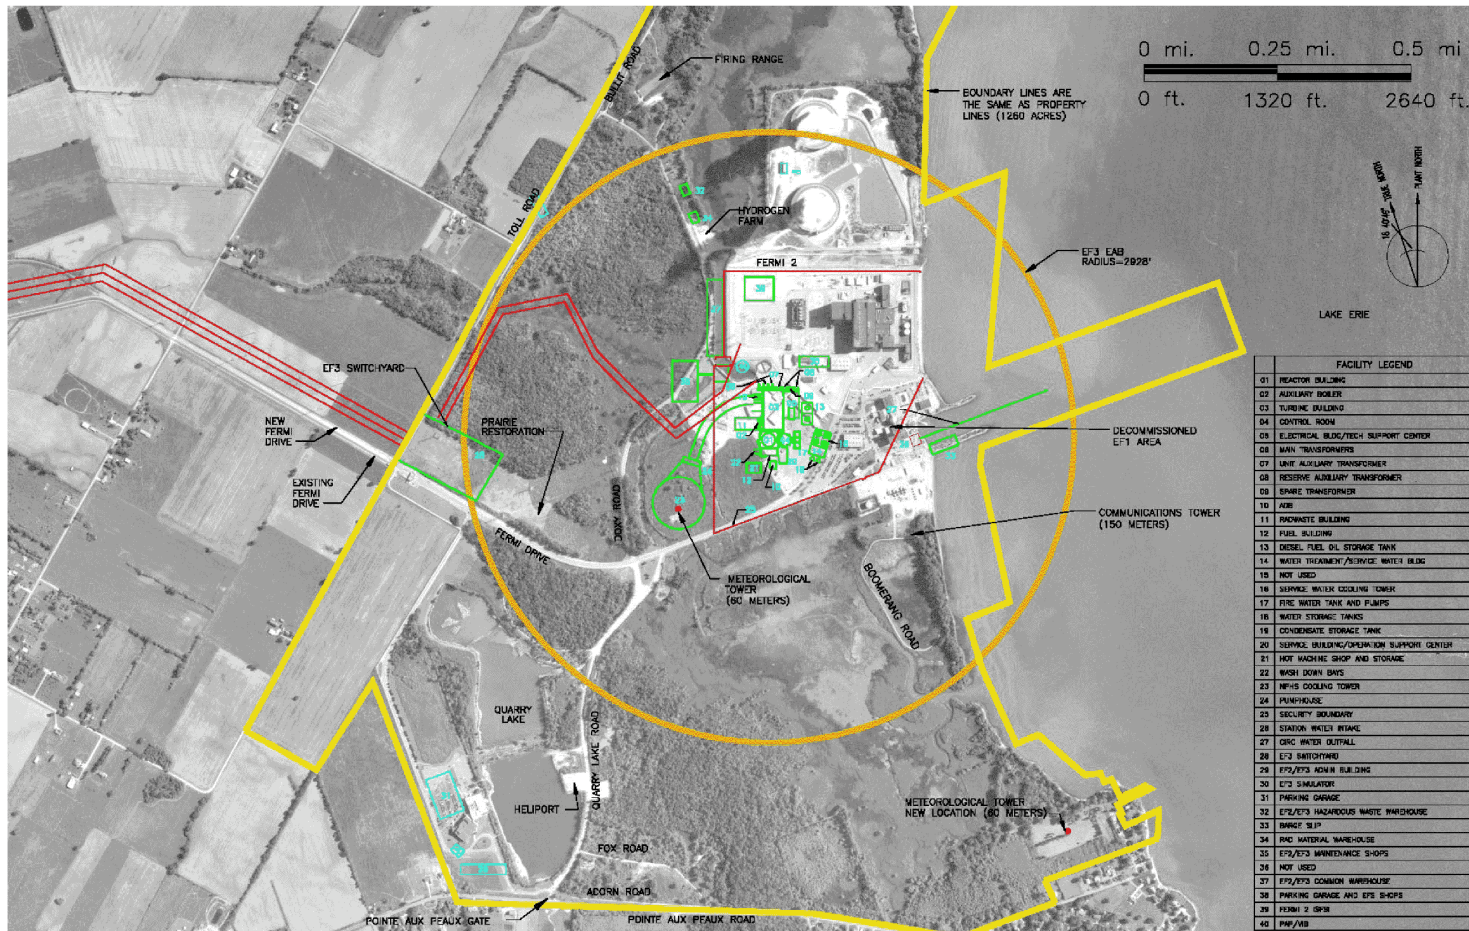 0 mi. 0.25 mi. 0.5 mi
0 ft. 1320 ft. 2640 ft.
BULLIT ROAD
FIRING RANGE
BOUNDARY LINES ARE
THE SAME AS PROPERTY
LINES (1260 ACRES)
TRUE NORTH
PLANT NORTH
TOLL ROAD
HYDROGEN
FARM
FERMI 2
EF3 EAB
RADIUS=2928'
LAKE ERIE
EF3 SWITCHYARD
NEW
FERMI
DRIVE
PRAIRIE
RESTORATION
EXISTING
FERMI
DRIVE
DECOMMISSIONED
EF1 AREA
COMMUNICATIONS TOWER
(150 METERS)
FERMI DRIVE
DOXY ROAD
METEOROLOGICAL
TOWER
(60 METERS)
BOOMERANG ROAD
QUARRY
LAKE
QUARRY LAKE ROAD
HELIPORT
METEOROLOGICAL TOWER
NEW LOCATION (60 METERS)
FOX ROAD
ADORN ROAD
POINTE AUX PEAUX GATE
POINTE AUX PEAUX ROAD
FACILITY LEGEND
01 REACTOR BUILDING
02 AUXILIARY BOILER
03 TURBINE BUILDING
04 CONTROL ROOM
05 ELECTRICAL BLDG/TECH SUPPORT CENTER
06 MAIN TRANSFORMERS
07 UNIT AUXILIARY TRANSFORMER
08 RESERVE AUXILIARY TRANSFORMER
09 SPARE TRANSFORMER
10 ADB
11 RADWASTE BUILDING
12 FUEL BUILDING
13 DIESEL FUEL OIL STORAGE TANK
14 WATER TREATMENT/SERVICE WATER BLDG
15 NOT USED
16 SERVICE WATER COOLING TOWER
17 FIRE WATER TANK AND PUMPS
18 WATER STORAGE TANKS
19 CONDENSATE STORAGE TANK
20 SERVICE BUILDING/OPERATION SUPPORT CENTER
21 HOT MACHINE SHOP AND STORAGE
22 WASH DOWN BAYS
23 NPHS COOLING TOWER
24 PUMPHOUSE
25 SECURITY BOUNDARY
26 STATION WATER INTAKE
27 CIRC WATER OUTFALL
28 EF3 SWITCHYARD
29 EF2/EF3 ADMIN BUILDING
30 EF3 SIMULATOR
31 PARKING GARAGE
32 EF2/EF3 HAZARDOUS WASTE WAREHOUSE
33 BARGE SLIP
34 RAD MATERIAL WAREHOUSE
35 EF2/EF3 MAINTENANCE SHOPS
36 NOT USED
37 EF2/EF3 COMMON WAREHOUSE
38 PARKING GARAGE AND EF3 SHOPS
39 FERMI 2 ISFSI
40 PAP/VIB